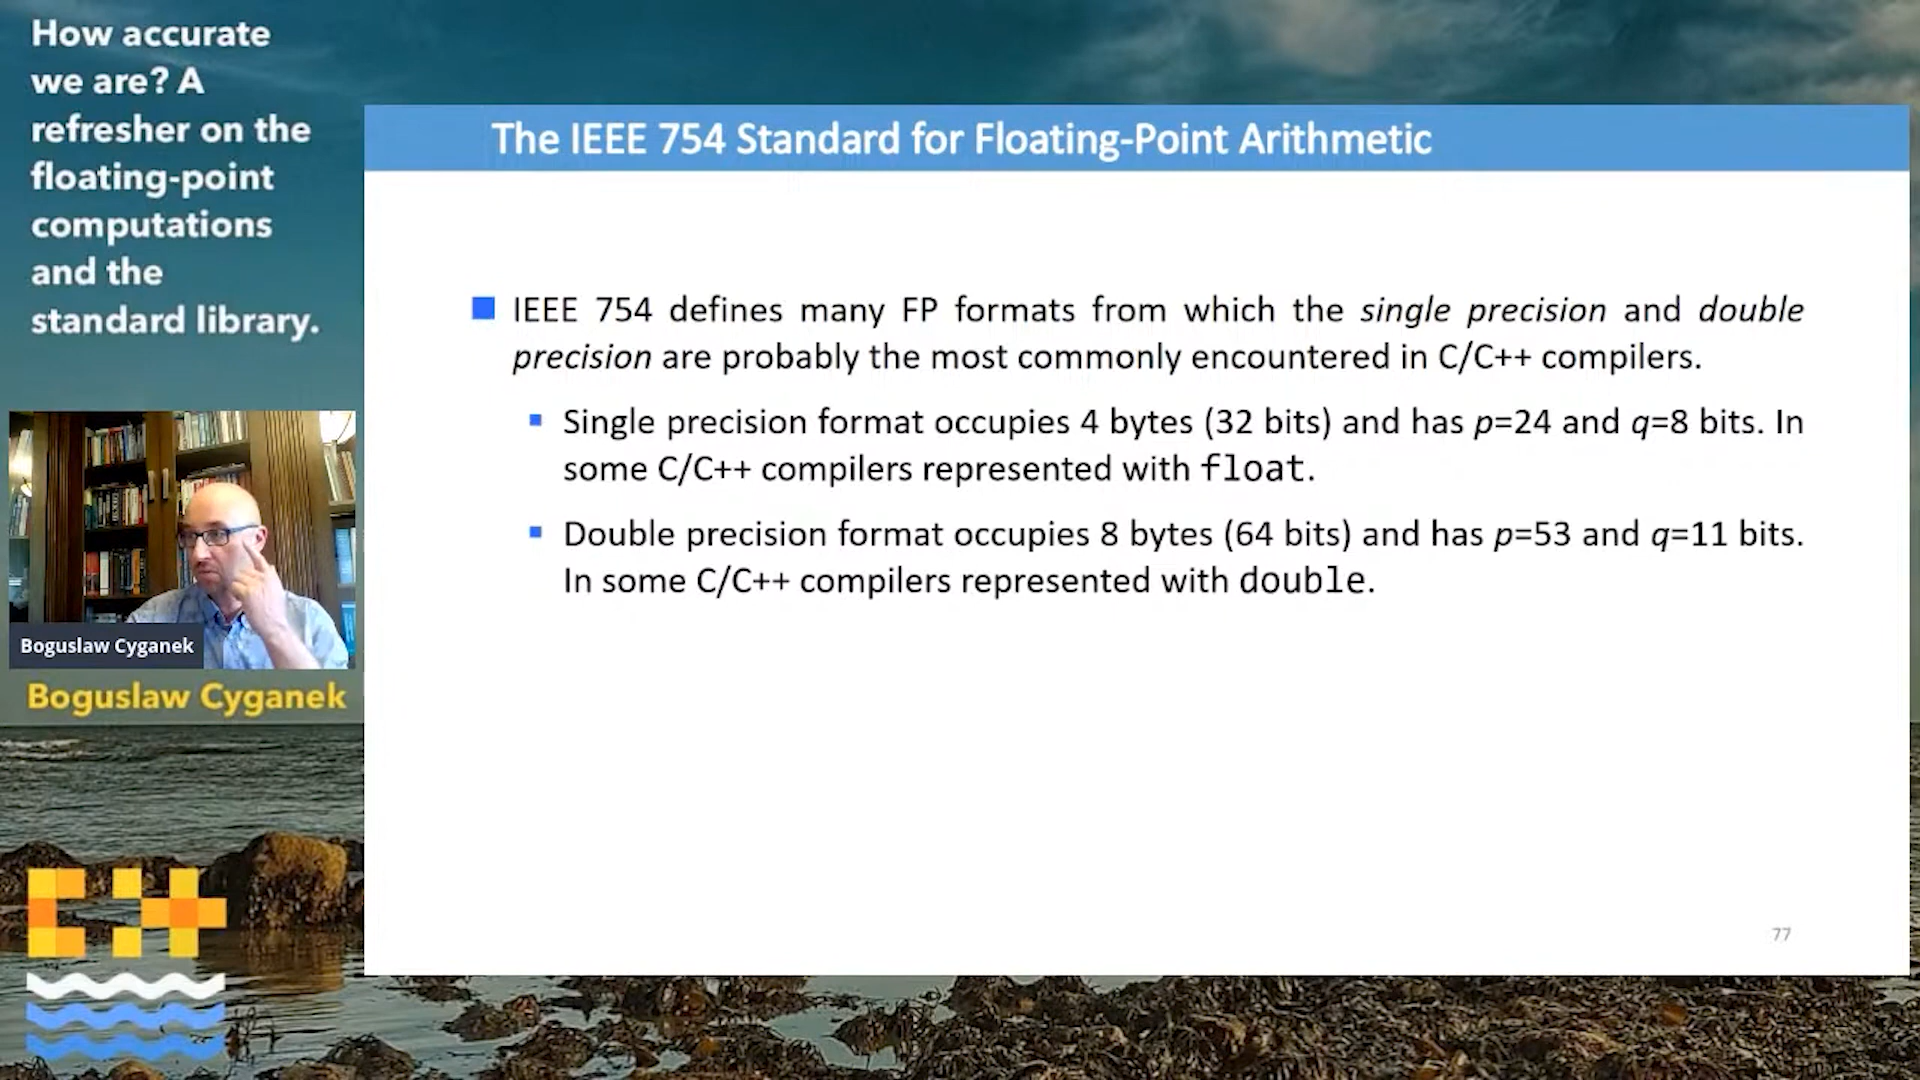 How accurate
we are? A
refresher on the
floating-point
computations
and the
standard library.
The IEEE 754 Standard for Floating-Point Arithmetic
IEEE 754 defines many FP formats from which the single precision and double
precision are probably the most commonly encountered in C/C++ compilers.
Single precision format occupies 4 bytes (32 bits) and has p=24 and q=8 bits. In
some C/C++ compilers represented with float.
Double precision format occupies 8 bytes (64 bits) and has p=53 and q=11 bits.
In some C/C++ compilers represented with double.
77
Boguslaw Cyganek
Boguslaw Cyganek